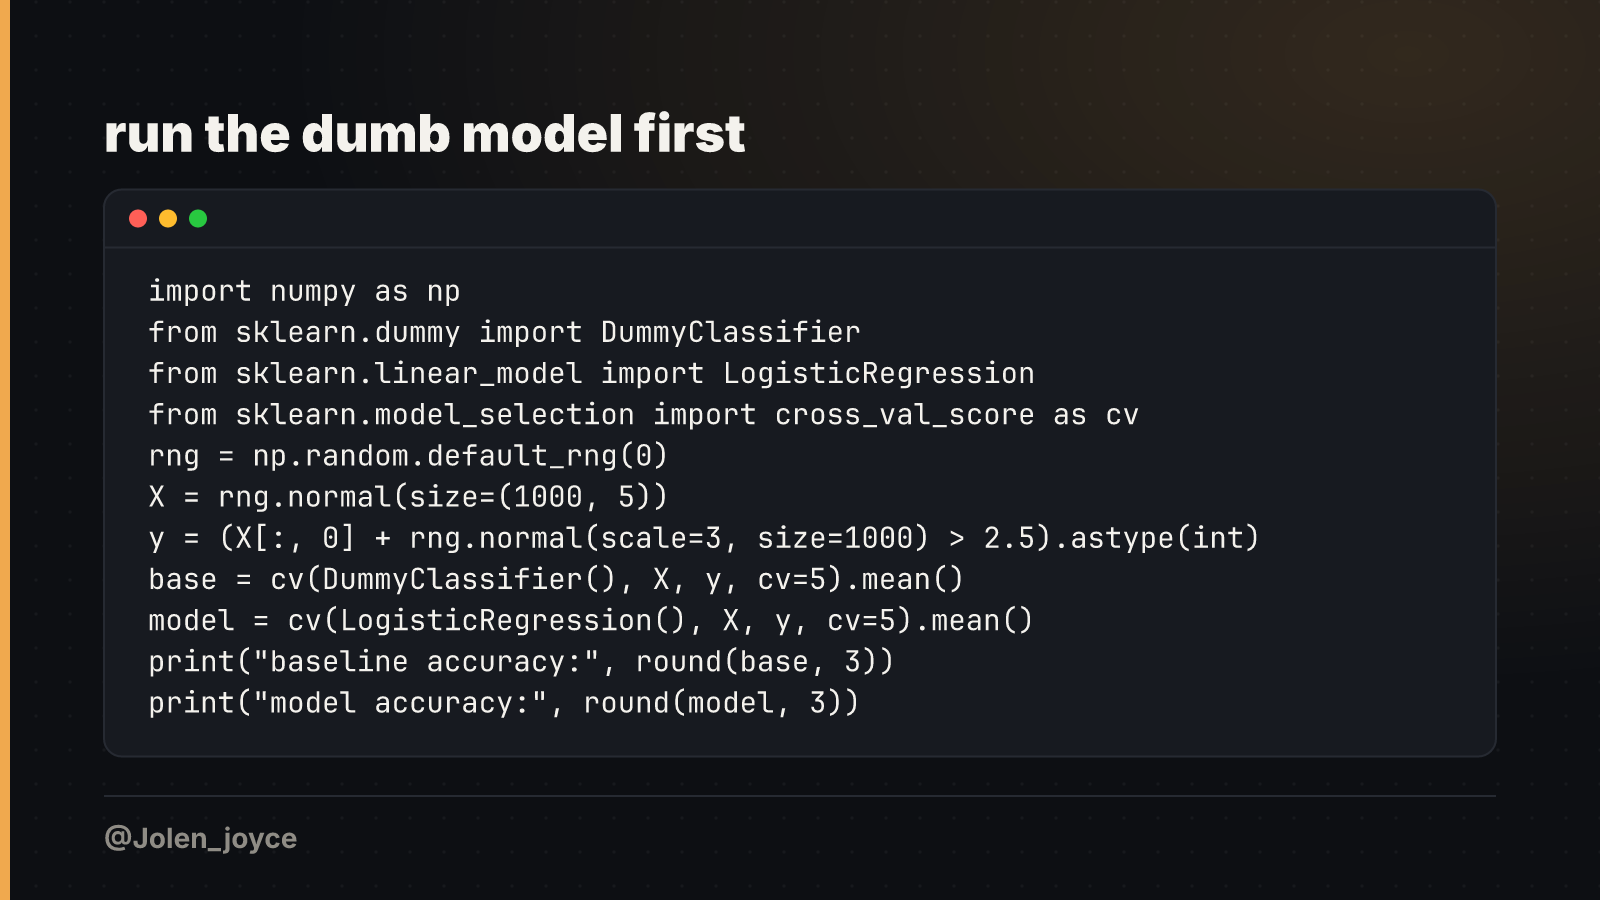 run the dumb model first
import numpy as np
from sklearn.dummy import DummyClassifier
from sklearn.linear_model import LogisticRegression
from sklearn.model_selection import cross_val_score as cv
rng = np.random.default_rng(0)
X = rng.normal(size=(1000, 5))
y = (X[:, 0] + rng.normal(scale=3, size=1000) > 2.5).astype(int)
base = cv(DummyClassifier(), X, y, cv=5).mean()
model = cv(LogisticRegression(), X, y, cv=5).mean()
print("baseline accuracy:", round(base, 3))
print("model accuracy:", round(model, 3))
@Jolen_joyce